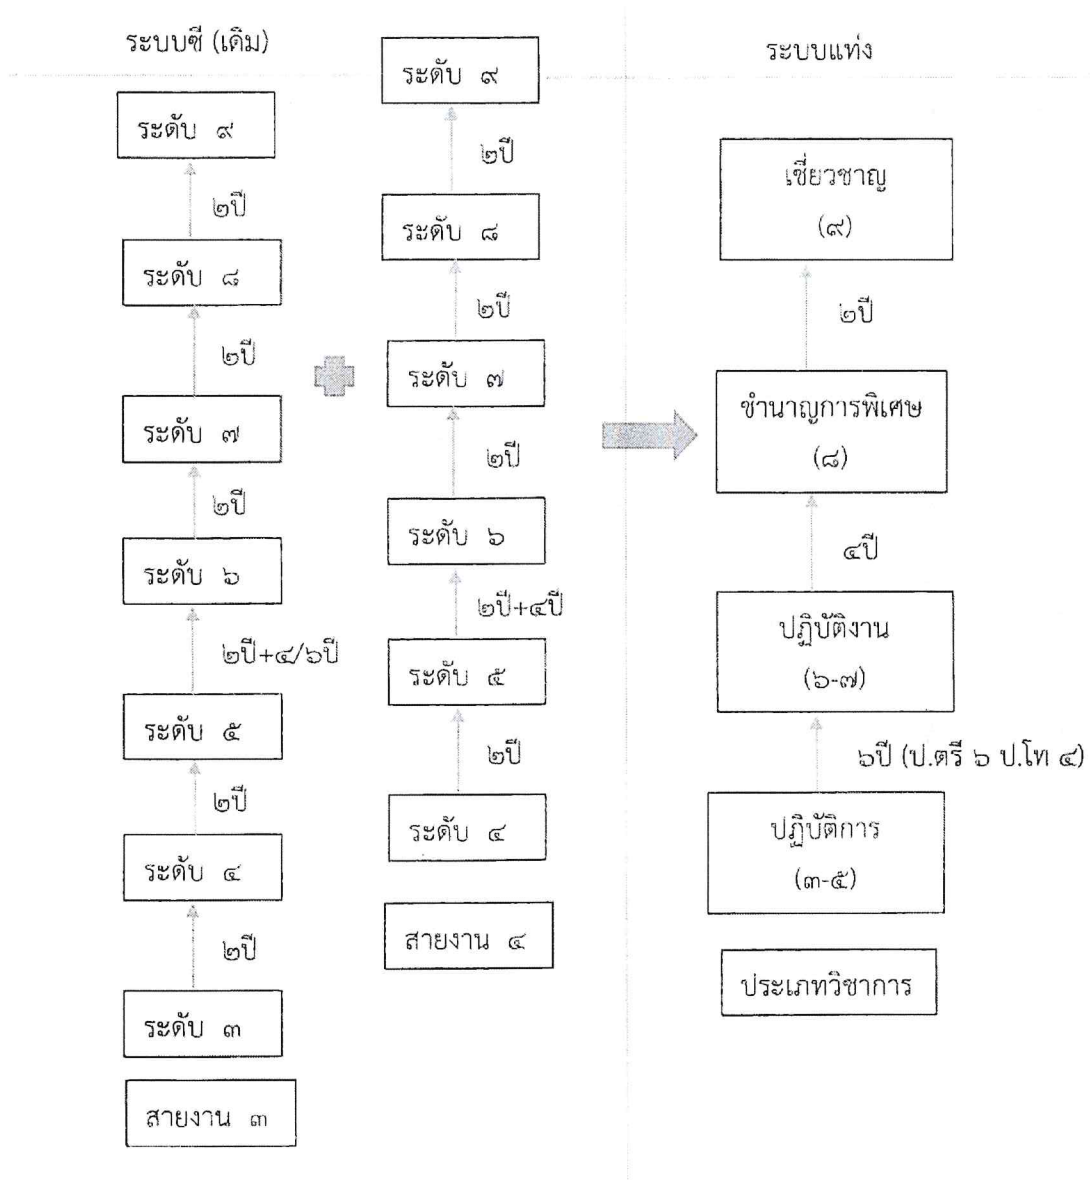 ระบบซี (เดิม)
ระดับ ๙
๒ปี
ระดับ ๘
๒ปี
ระดับ ๗
๒ปี
ระดับ ๖
๒ปี+๔/๖ปี
ระดับ ๕
๒ปี
ระดับ ๔
๒ปี
ระดับ ๓
สายงาน ๓
ระดับ ๙
๒ปี
ระดับ ๘
๒ปี
ระดับ ๗
๒ปี
ระดับ ๖
๒ปี+๔ปี
ระดับ ๕
๒ปี
ระดับ ๔
สายงาน ๔
ระบบแท่ง
เชี่ยวชาญ
(๙)
๒ปี
ชำนาญการพิเศษ
(๘)
๔ปี
ปฏิบัติงาน
(๖-๗)
๖ปี (ป.ตรี ๖ ป.โท ๔)
ปฏิบัติการ
(๓-๕)
ประเภทวิชาการ